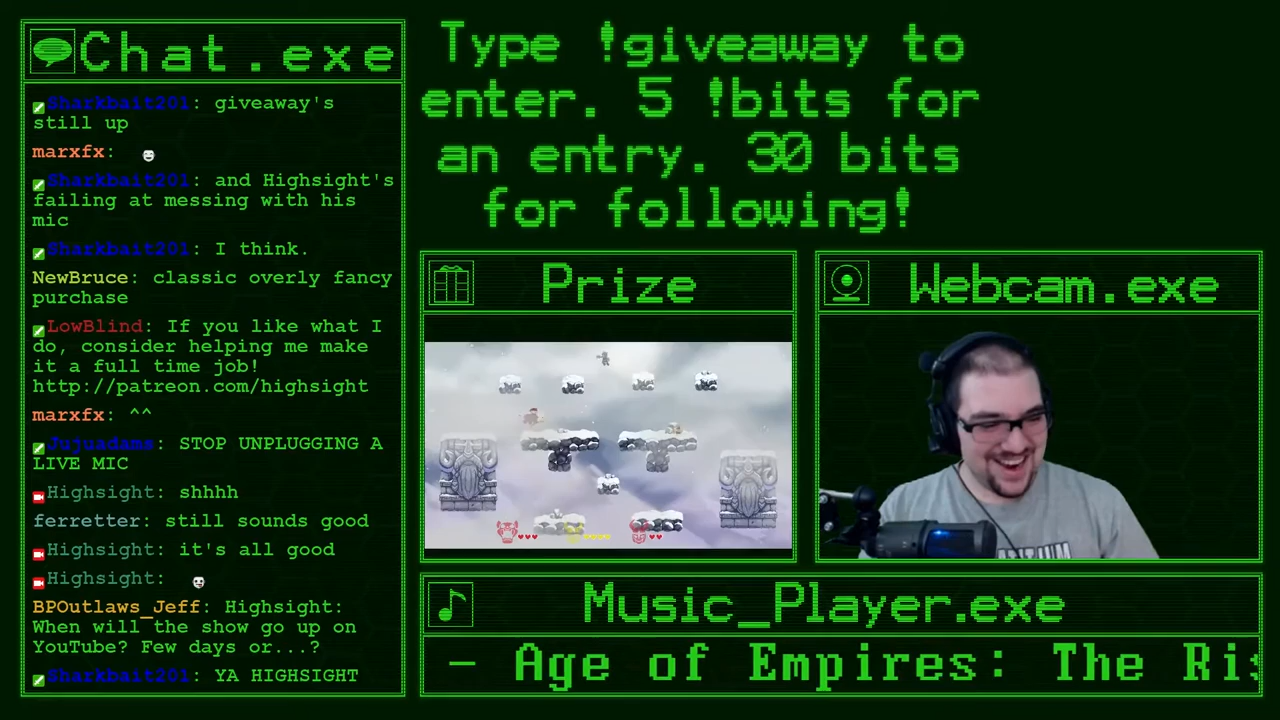 Chat.exe
Sharkbait201: giveaway's
still up
marxfx:
Sharkbait201: and Highsight's
failing at messing with his
mic
Sharkbait201: I think.
NewBruce: classic overly fancy
purchase
LowBlind: If you like what I
do, consider helping me make
it a full time job!
http://patreon.com/highsight
marxfx: ^^
Jujuadams: STOP UNPLUGGING A
LIVE MIC
Highsight: shhhh
ferretter: still sounds good
Highsight: it's all good
Highsight:
BPOutlaws_Jeff: Highsight:
When will the show go up on
YouTube? Few days or...?
Sharkbait201: YA HIGHSIGHT
Type !giveaway to
enter. 5 !bits for
an entry. 30 bits
for following!
Prize
Webcam.exe
Music_Player.exe
- Age of Empires: The Ris